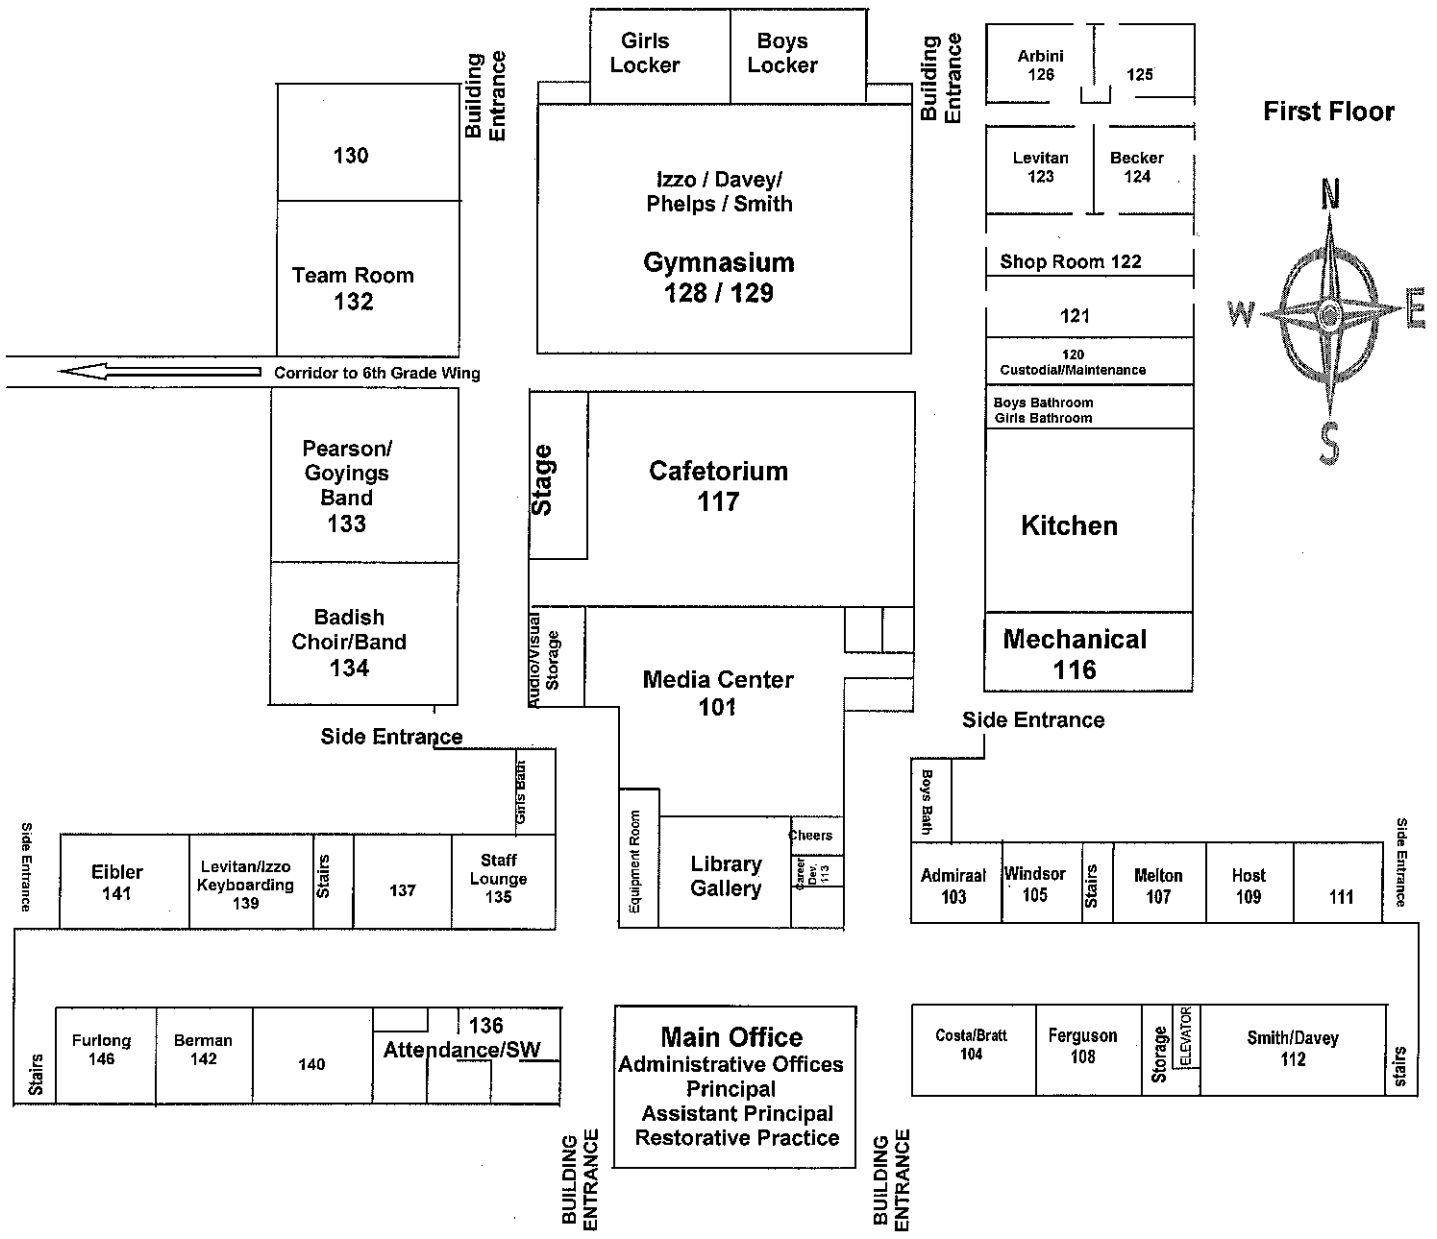 Girls
Locker
Boys
Locker
Building
Entrance
Building
Entrance
Arbini
126
125
First Floor
130
Izzo / Davey/
Phelps / Smith
Gymnasium
128 / 129
Levitan
123
Becker
124
N
W
E
S
Team Room
132
Shop Room 122
121
120
Custodial/Maintenance
Boys Bathroom
Girls Bathroom
Corridor to 6th Grade Wing
Pearson/
Goyings
Band
133
Stage
Cafetorium
117
Kitchen
Badish
Choir/Band
134
Audio/Visual
Storage
Media Center
101
Mechanical
116
Side Entrance
Side Entrance
Girls Bath
Boys Bath
Side Entrance
Eibler
141
Levitan/Izzo
Keyboarding
139
Stairs
137
Staff
Lounge
135
Equipment Room
Library
Gallery
Cheers
Career
Dev.
113
Admiraal
103
Windsor
105
Stairs
Melton
107
Host
109
111
Side Entrance
Stairs
Furlong
146
Berman
142
140
136
Attendance/SW
Main Office
Administrative Offices
Principal
Assistant Principal
Restorative Practice
Costa/Bratt
104
Ferguson
108
Storage
ELEVATOR
Smith/Davey
112
stairs
BUILDING
ENTRANCE
BUILDING
ENTRANCE